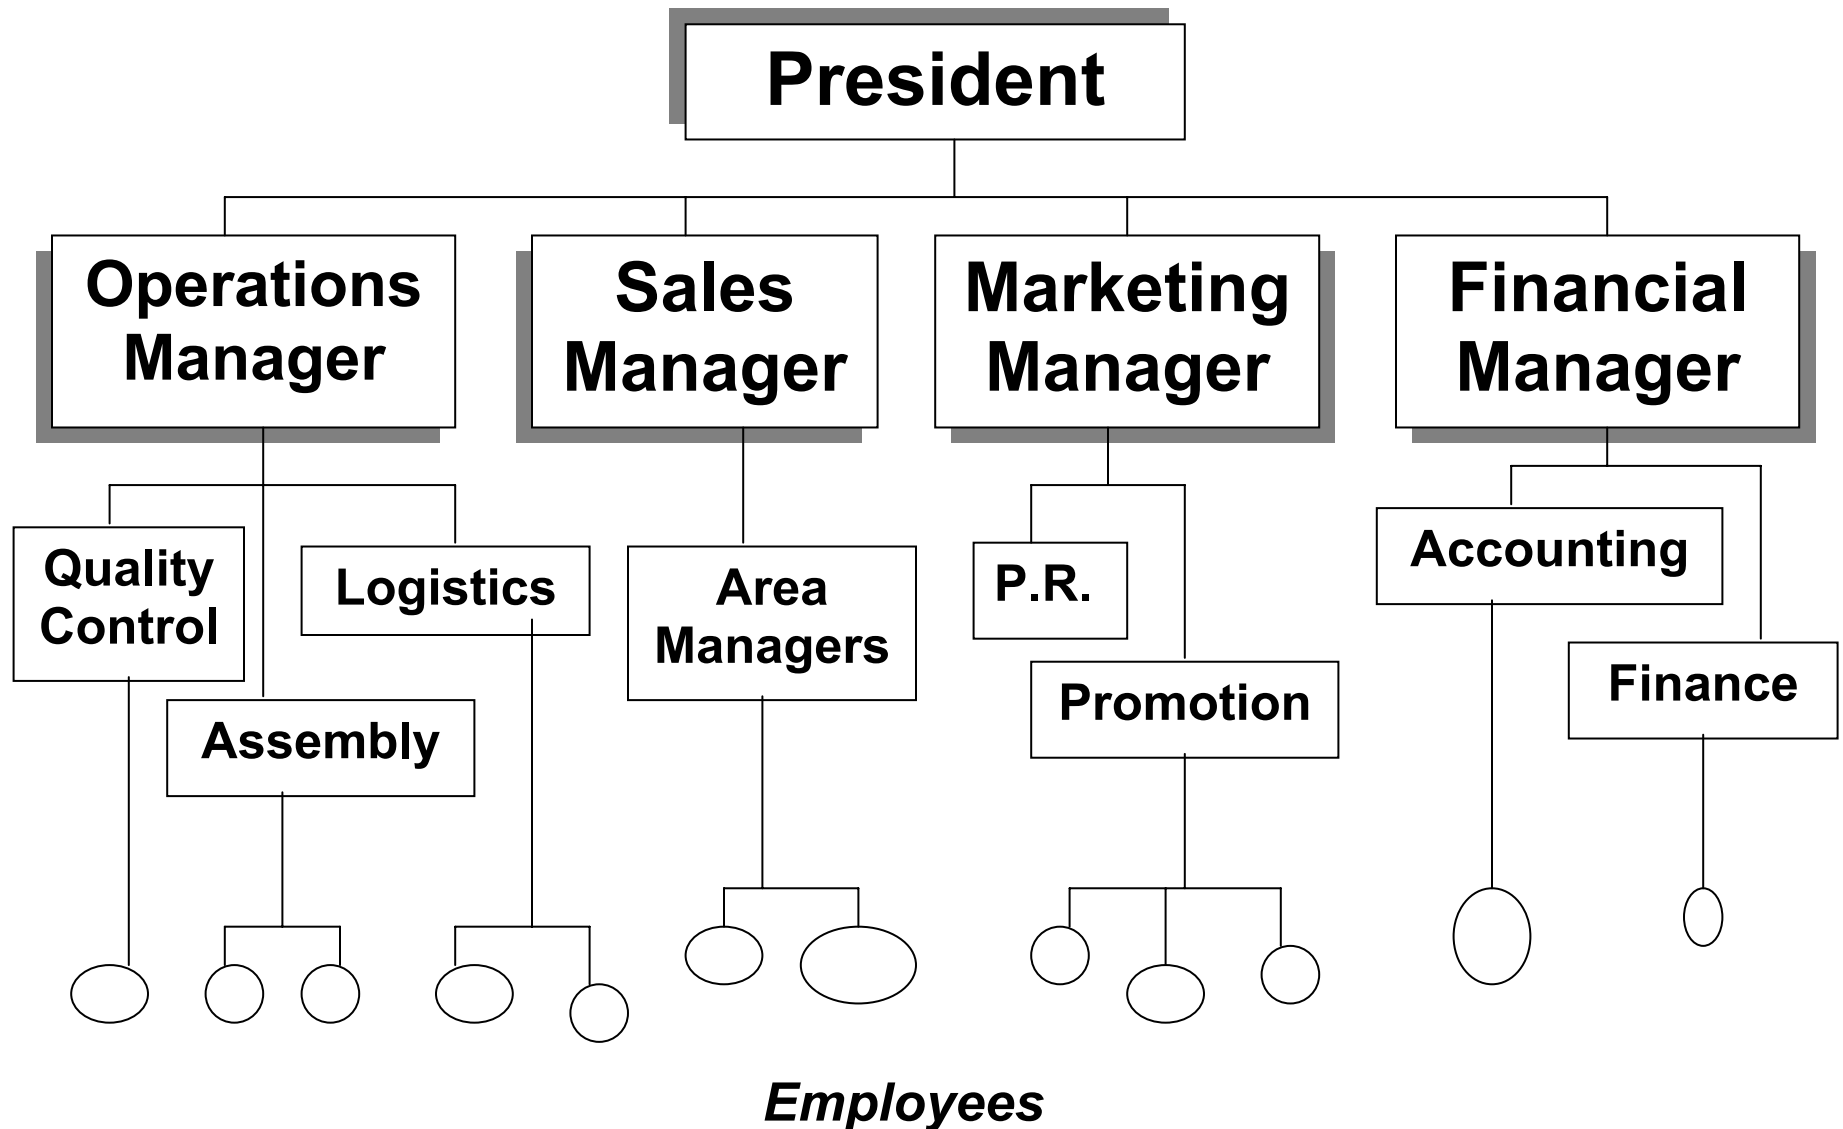 President
Operations
Manager
Sales
Manager
Marketing
Manager
Financial
Manager
Quality
Control
Logistics
Area
Managers
P.R.
Accounting
Assembly
Promotion
Finance
Employees